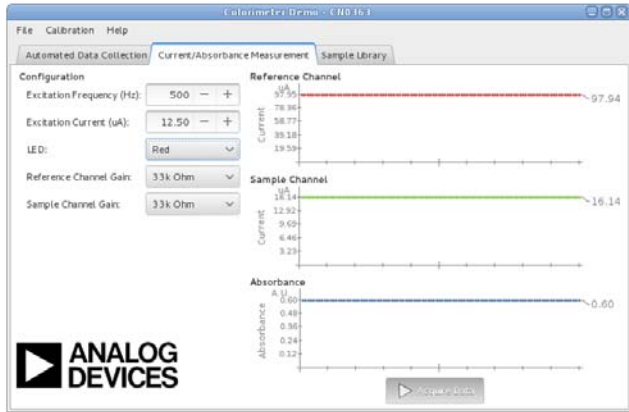 Colorimeter Demo - CN0363
File Calibration Help
Automated Data Collection Current/Absorbance Measurement Sample Library
Configuration
Excitation Frequency (Hz): 500 − +
Excitation Current (uA): 12.50 − +
LED: Red
Reference Channel Gain: 33k Ohm
Sample Channel Gain: 33k Ohm
Reference Channel
uA
97.95
78.36
58.77
39.18
19.59
Current
97.94
Sample Channel
uA
16.14
12.92
9.69
6.46
3.23
Current
16.14
Absorbance
A.U.
0.60
0.48
0.36
0.24
0.12
Absorbance
0.60
ANALOG
DEVICES
Acquire Data